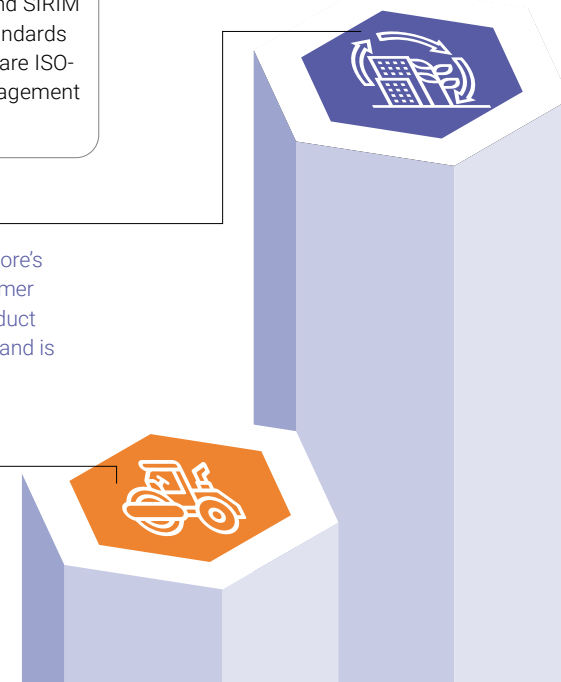 nd SIRIM
ndards
are ISO-
agement
ore's
mer
duct
and is